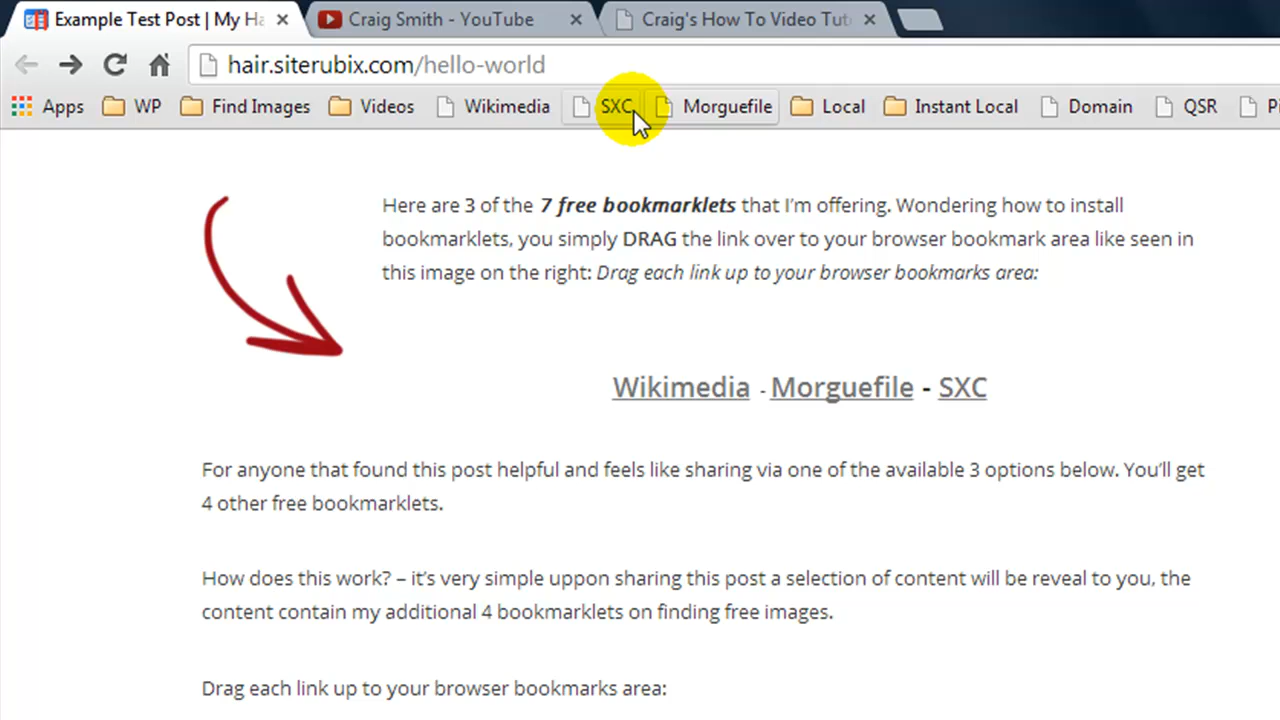 Example Test Post | My Ha
Craig Smith - YouTube
Craig's How To Video Tut
hair.siterubix.com/hello-world
Apps WP Find Images Videos Wikimedia SXC Morguefile Local Instant Local Domain QSR Pi
Here are 3 of the 7 free bookmarklets that I'm offering. Wondering how to install
bookmarklets, you simply DRAG the link over to your browser bookmark area like seen in
this image on the right: Drag each link up to your browser bookmarks area:
Wikimedia - Morguefile - SXC
For anyone that found this post helpful and feels like sharing via one of the available 3 options below. You'll get
4 other free bookmarklets.
How does this work? – it's very simple uppon sharing this post a selection of content will be reveal to you, the
content contain my additional 4 bookmarklets on finding free images.
Drag each link up to your browser bookmarks area: